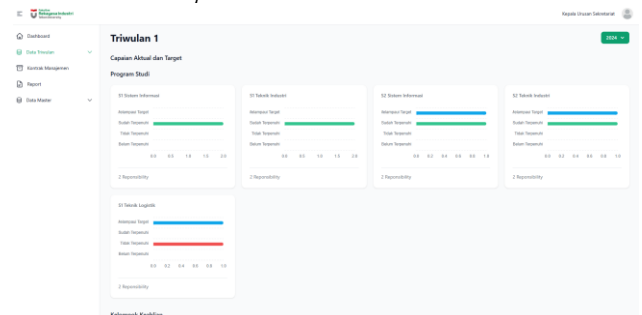 Fakultas
Rekayasa Industri
Kepala Urusan Sekretariat
Dashboard
Data Triwulan
Kontrak Manajemen
Report
Data Master
Triwulan 1
2024
Capaian Aktual dan Target
Program Studi
S1 Sistem Informasi
Melampaui Target
Sudah Terpenuhi
Tidak Terpenuhi
Belum Terpenuhi
0.0 0.5 1.0 1.5 2.0
2 Reponsibility
S1 Teknik Industri
Melampaui Target
Sudah Terpenuhi
Tidak Terpenuhi
Belum Terpenuhi
0.0 0.5 1.0 1.5 2.0
2 Reponsibility
S2 Sistem Informasi
Melampaui Target
Sudah Terpenuhi
Tidak Terpenuhi
Belum Terpenuhi
0.0 0.2 0.4 0.6 0.8 1.0
2 Reponsibility
S2 Teknik Industri
Melampaui Target
Sudah Terpenuhi
Tidak Terpenuhi
Belum Terpenuhi
0.0 0.2 0.4 0.6 0.8 1.0
2 Reponsibility
S1 Teknik Logistik
Melampaui Target
Sudah Terpenuhi
Tidak Terpenuhi
Belum Terpenuhi
0.0 0.2 0.4 0.6 0.8 1.0
2 Reponsibility
Kelompok Keahlian